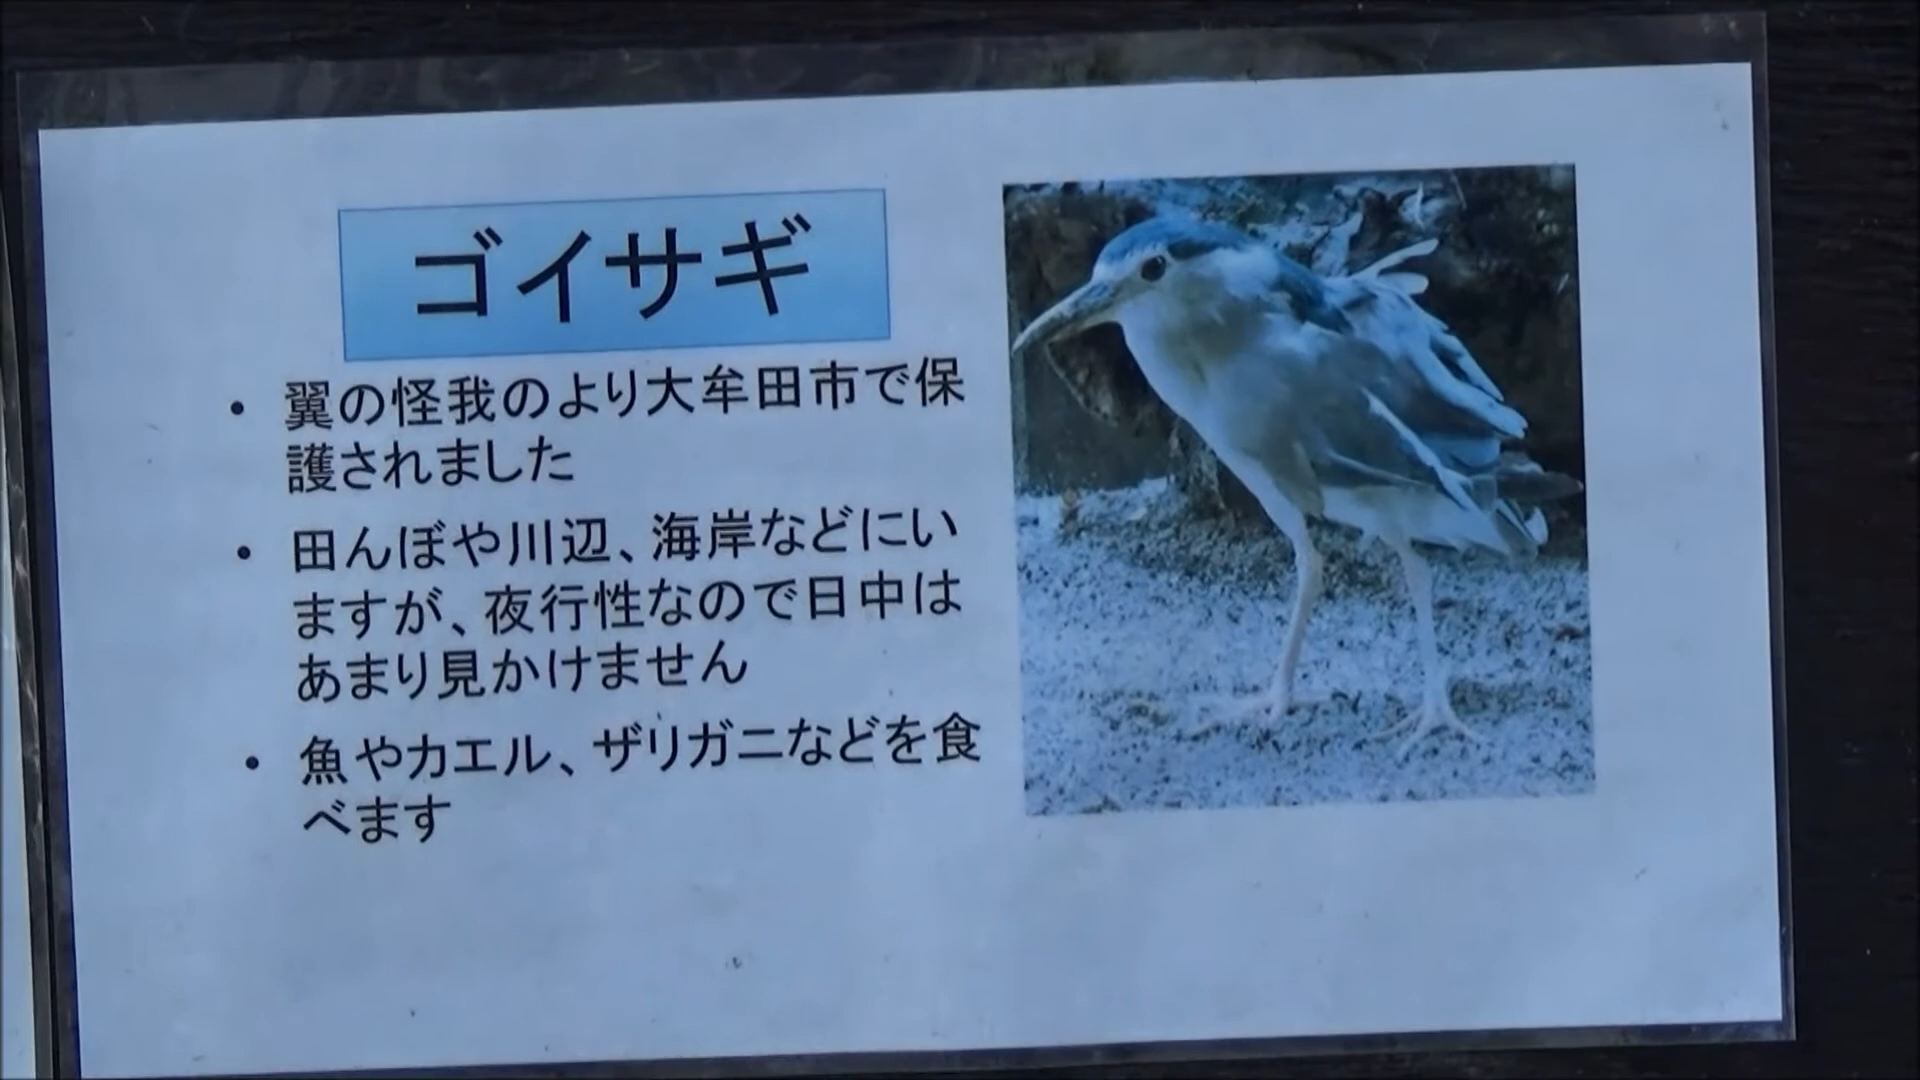 ゴイサギ
• 翼の怪我のより大牟田市で保
護されました
• 田んぼや川辺、海岸などにい
ますが、夜行性なので日中は
あまり見かけません
• 魚やカエル、ザリガニなどを食
べます